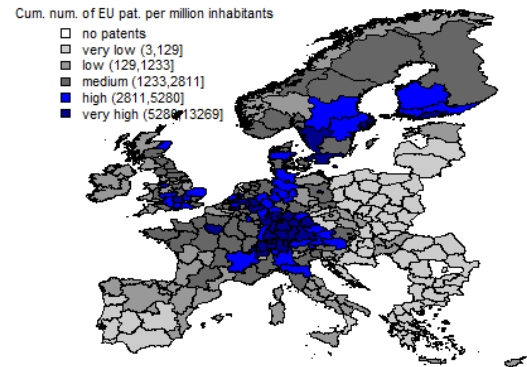 Cum. num. of EU pat. per million inhabitants
no patents
very low (3,129]
low (129,1233]
medium (1233,2811]
high (2811,5280]
very high (5280,13269]